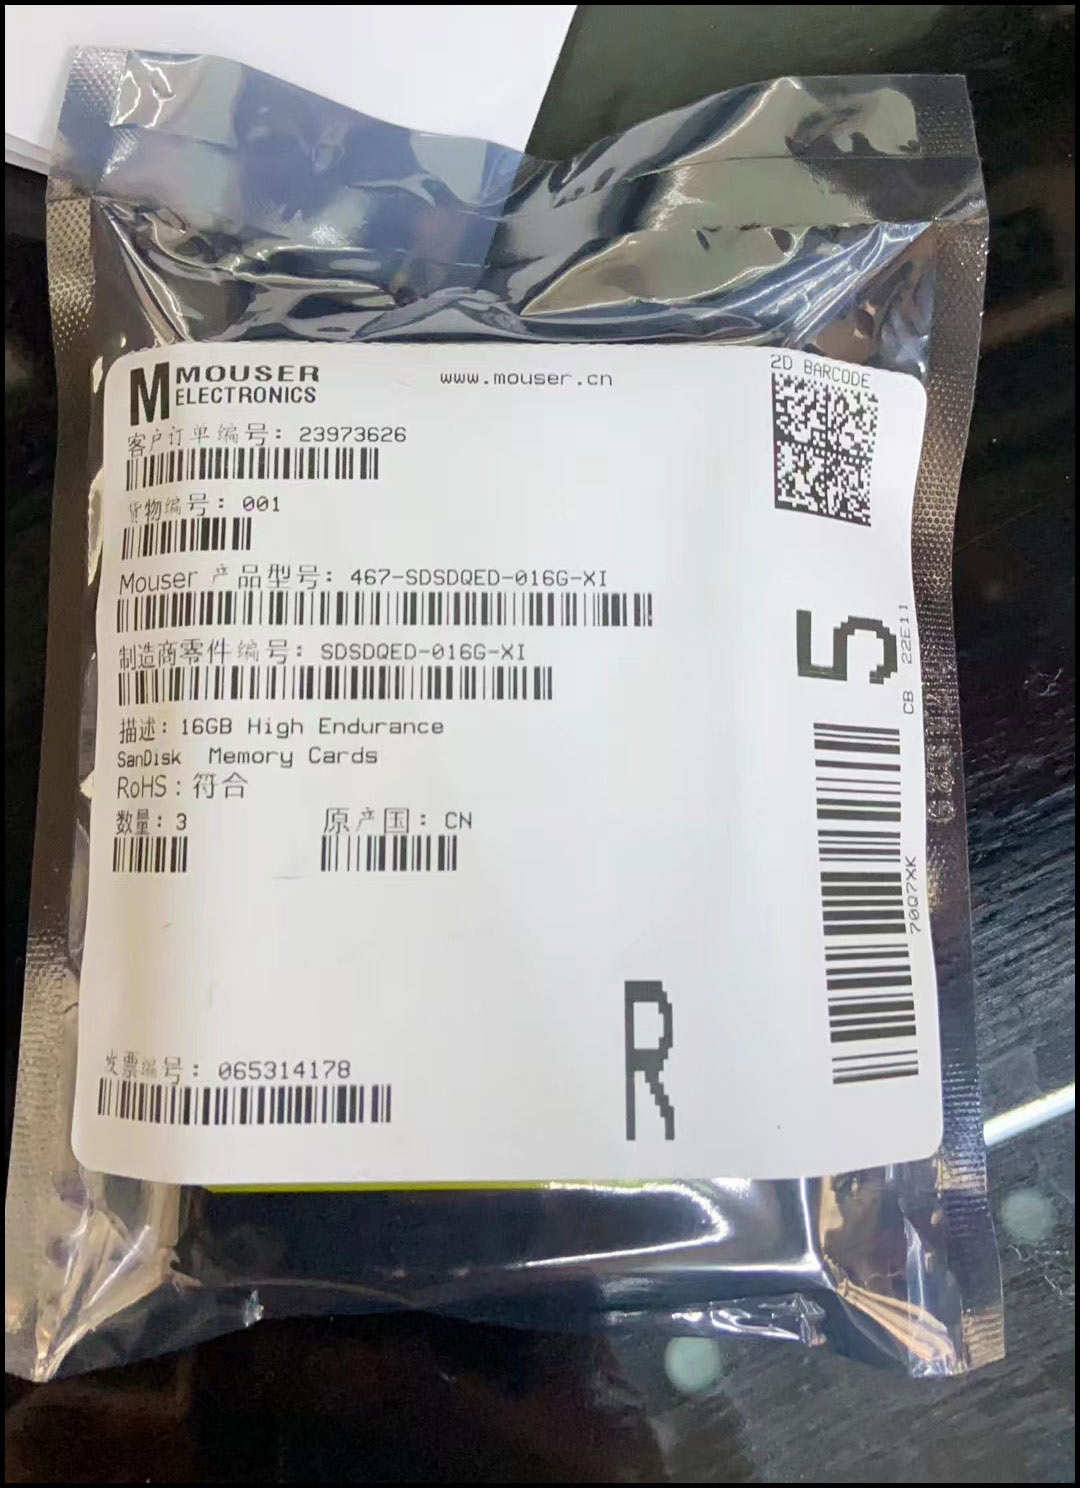 MOUSER
ELECTRONICS
www.mouser.cn
2D BARCODE
客户订单编号: 23973626
货物编号: 001
Mouser 产品型号: 467-SDSDQED-016G-XI
制造商零件编号: SDSDQED-016G-XI
描述: 16GB High Endurance
SanDisk Memory Cards
RoHS: 符合
数量: 3
原产国: CN
发票编号: 065314178
R
5
CB 22E11
70Q7XK